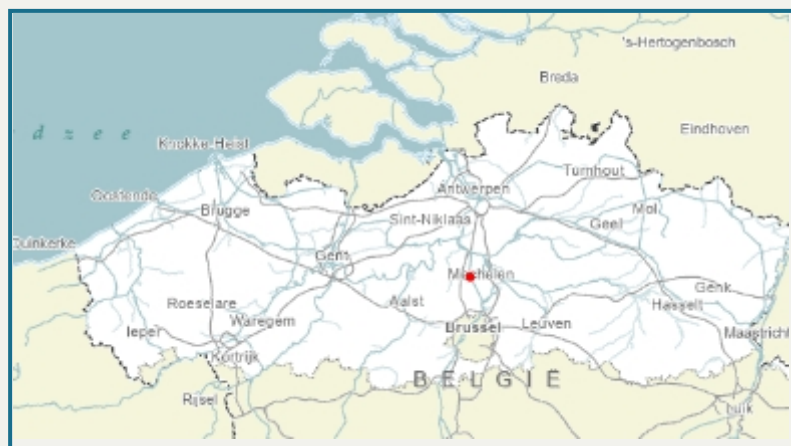 's-Hertogenbosch
Breda
Eindhoven
d z e e
Knokke-Heist
Turnhout
Oostende
Antwerpen
Mol
Brugge
Sint-Niklaas
Geel
Duinkerke
Gent
Mechelen
Genk
Roeselare
Aalst
Hasselt
Ieper
Waregem
Brussel
Leuven
Maastricht
Kortrijk
BELGIË
Rijsel
Luik